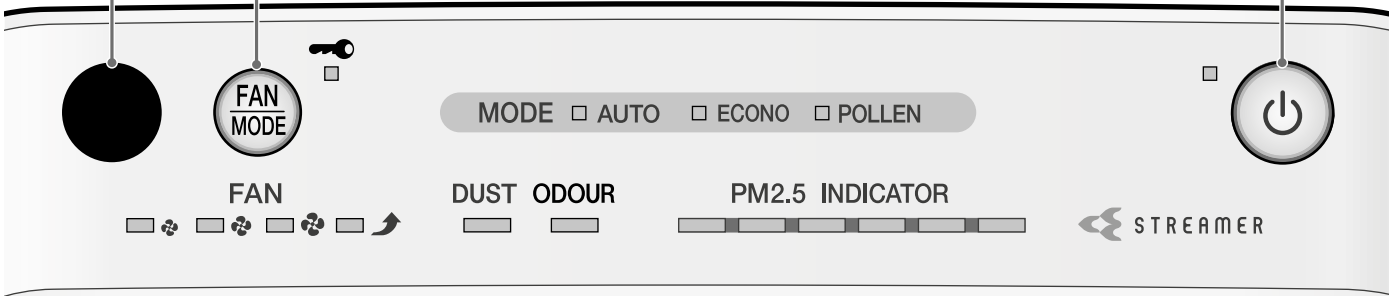 FAN
MODE
MODE AUTO ECONO POLLEN
FAN DUST ODOUR PM2.5 INDICATOR
STREAMER